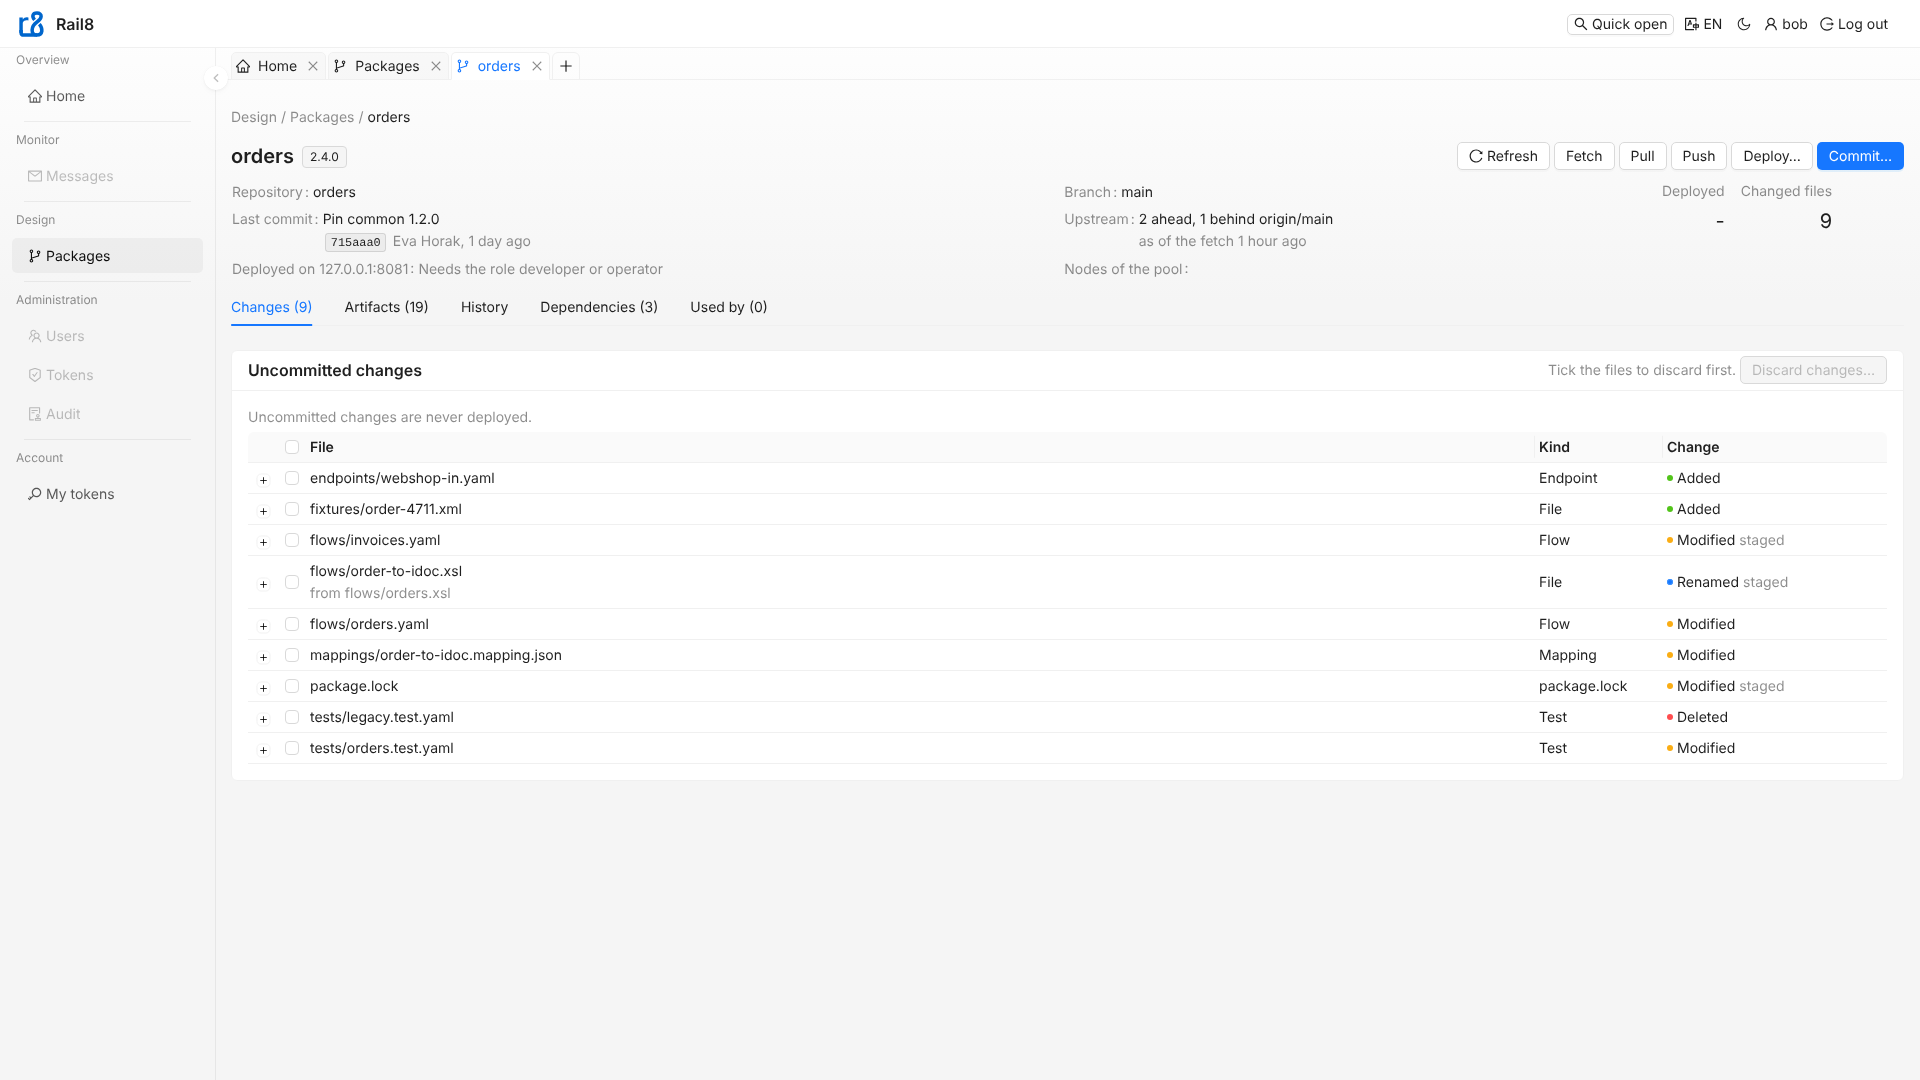 Rail8
Quick open
EN
bob
Log out
Overview
Home
Monitor
Messages
Design
Packages
Administration
Users
Tokens
Audit
Account
My tokens
Home
Packages
orders
Design / Packages / orders
orders 2.4.0
Refresh
Fetch
Pull
Push
Deploy...
Commit...
Repository: orders
Branch: main
Deployed
-
Changed files
9
Last commit: Pin common 1.2.0
715aaa0 Eva Horak, 1 day ago
Upstream: 2 ahead, 1 behind origin/main
as of the fetch 1 hour ago
Deployed on 127.0.0.1:8081: Needs the role developer or operator
Nodes of the pool:
Changes (9)
Artifacts (19)
History
Dependencies (3)
Used by (0)
Uncommitted changes
Tick the files to discard first.
Discard changes...
Uncommitted changes are never deployed.
File Kind Change
+ endpoints/webshop-in.yaml Endpoint Added
+ fixtures/order-4711.xml File Added
+ flows/invoices.yaml Flow Modified staged
+ flows/order-to-idoc.xsl File Renamed staged
from flows/orders.xsl
+ flows/orders.yaml Flow Modified
+ mappings/order-to-idoc.mapping.json Mapping Modified
+ package.lock package.lock Modified staged
+ tests/legacy.test.yaml Test Deleted
+ tests/orders.test.yaml Test Modified